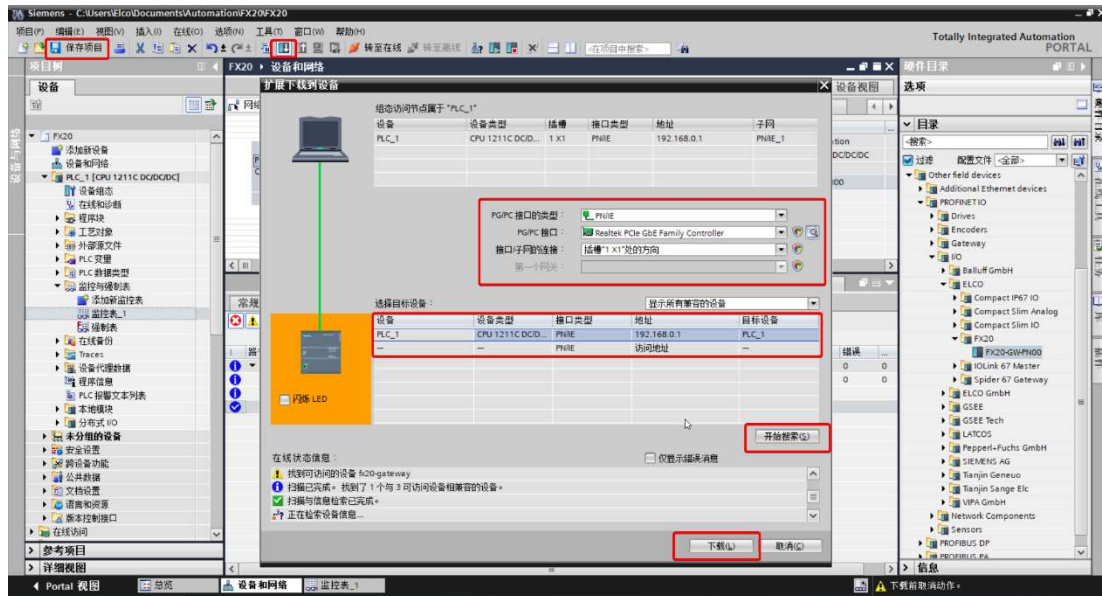 Siemens - C:\Users\Elco\Documents\Automation\FX20\FX20
项目(P) 编辑(E) 视图(V) 插入(I) 在线(O) 选项(N) 工具(T) 窗口(W) 帮助(H)
Totally Integrated Automation
PORTAL
保存项目
转至在线
转至离线
<在项目中搜索>
项目树
FX20 › 设备和网络
硬件目录
设备
扩展下载到设备
设备视图
选项
FX20
添加新设备
设备和网络
PLC_1 [CPU 1211C DC/DC/DC]
设备组态
在线和诊断
程序块
工艺对象
外部源文件
PLC 变量
PLC 数据类型
监控与强制表
添加新监控表
监控表_1
强制表
在线备份
Traces
设备代理数据
程序信息
PLC 报警文本列表
本地模块
分布式 I/O
未分组的设备
安全设置
跨设备功能
公共数据
文档设置
语言和资源
版本控制接口
在线访问
参考项目
详细视图
组态访问节点属于 "PLC_1"
设备 设备类型 插槽 接口类型 地址 子网
PLC_1 CPU 1211C DC/D... 1 X1 PN/IE 192.168.0.1 PN/IE_1
PG/PC 接口的类型： PN/IE
PG/PC 接口： Realtek PCIe GbE Family Controller
接口/子网的连接： 插槽"1 X1"处的方向
第一个网关：
选择目标设备： 显示所有兼容的设备
设备 设备类型 接口类型 地址 目标设备
PLC_1 CPU 1211C DC/D... PN/IE 192.168.0.1 PLC_1
— — PN/IE 访问地址 —
闪烁 LED
开始搜索(S)
在线状态信息：
仅显示错误消息
找到可访问的设备 fx20-gateway
扫描已完成。找到了 1 个与 3 可访问设备相兼容的设备。
扫描与信息检索已完成。
正在检索设备信息...
下载(L) 取消(C)
常规
错误
0 0
0 0
目录
<搜索>
过滤 配置文件 <全部>
Other field devices
Additional Ethernet devices
PROFINET IO
Drives
Encoders
Gateway
I/O
Balluff GmbH
ELCO
Compact IP67 IO
Compact Slim Analog
Compact Slim IO
FX20
FX20-GW-PN00
IOLink 67 Master
Spider 67 Gateway
ELCO GmbH
GSEE
GSEE Tech
LATCOS
Pepperl+Fuchs GmbH
SIEMENS AG
Tianjin Geneuo
Tianjin Sange Elc
VIPA GmbH
Network Components
Sensors
PROFIBUS DP
PROFIBUS PA
信息
Portal 视图
总览
设备和网络
监控表_1
下载前取消动作。